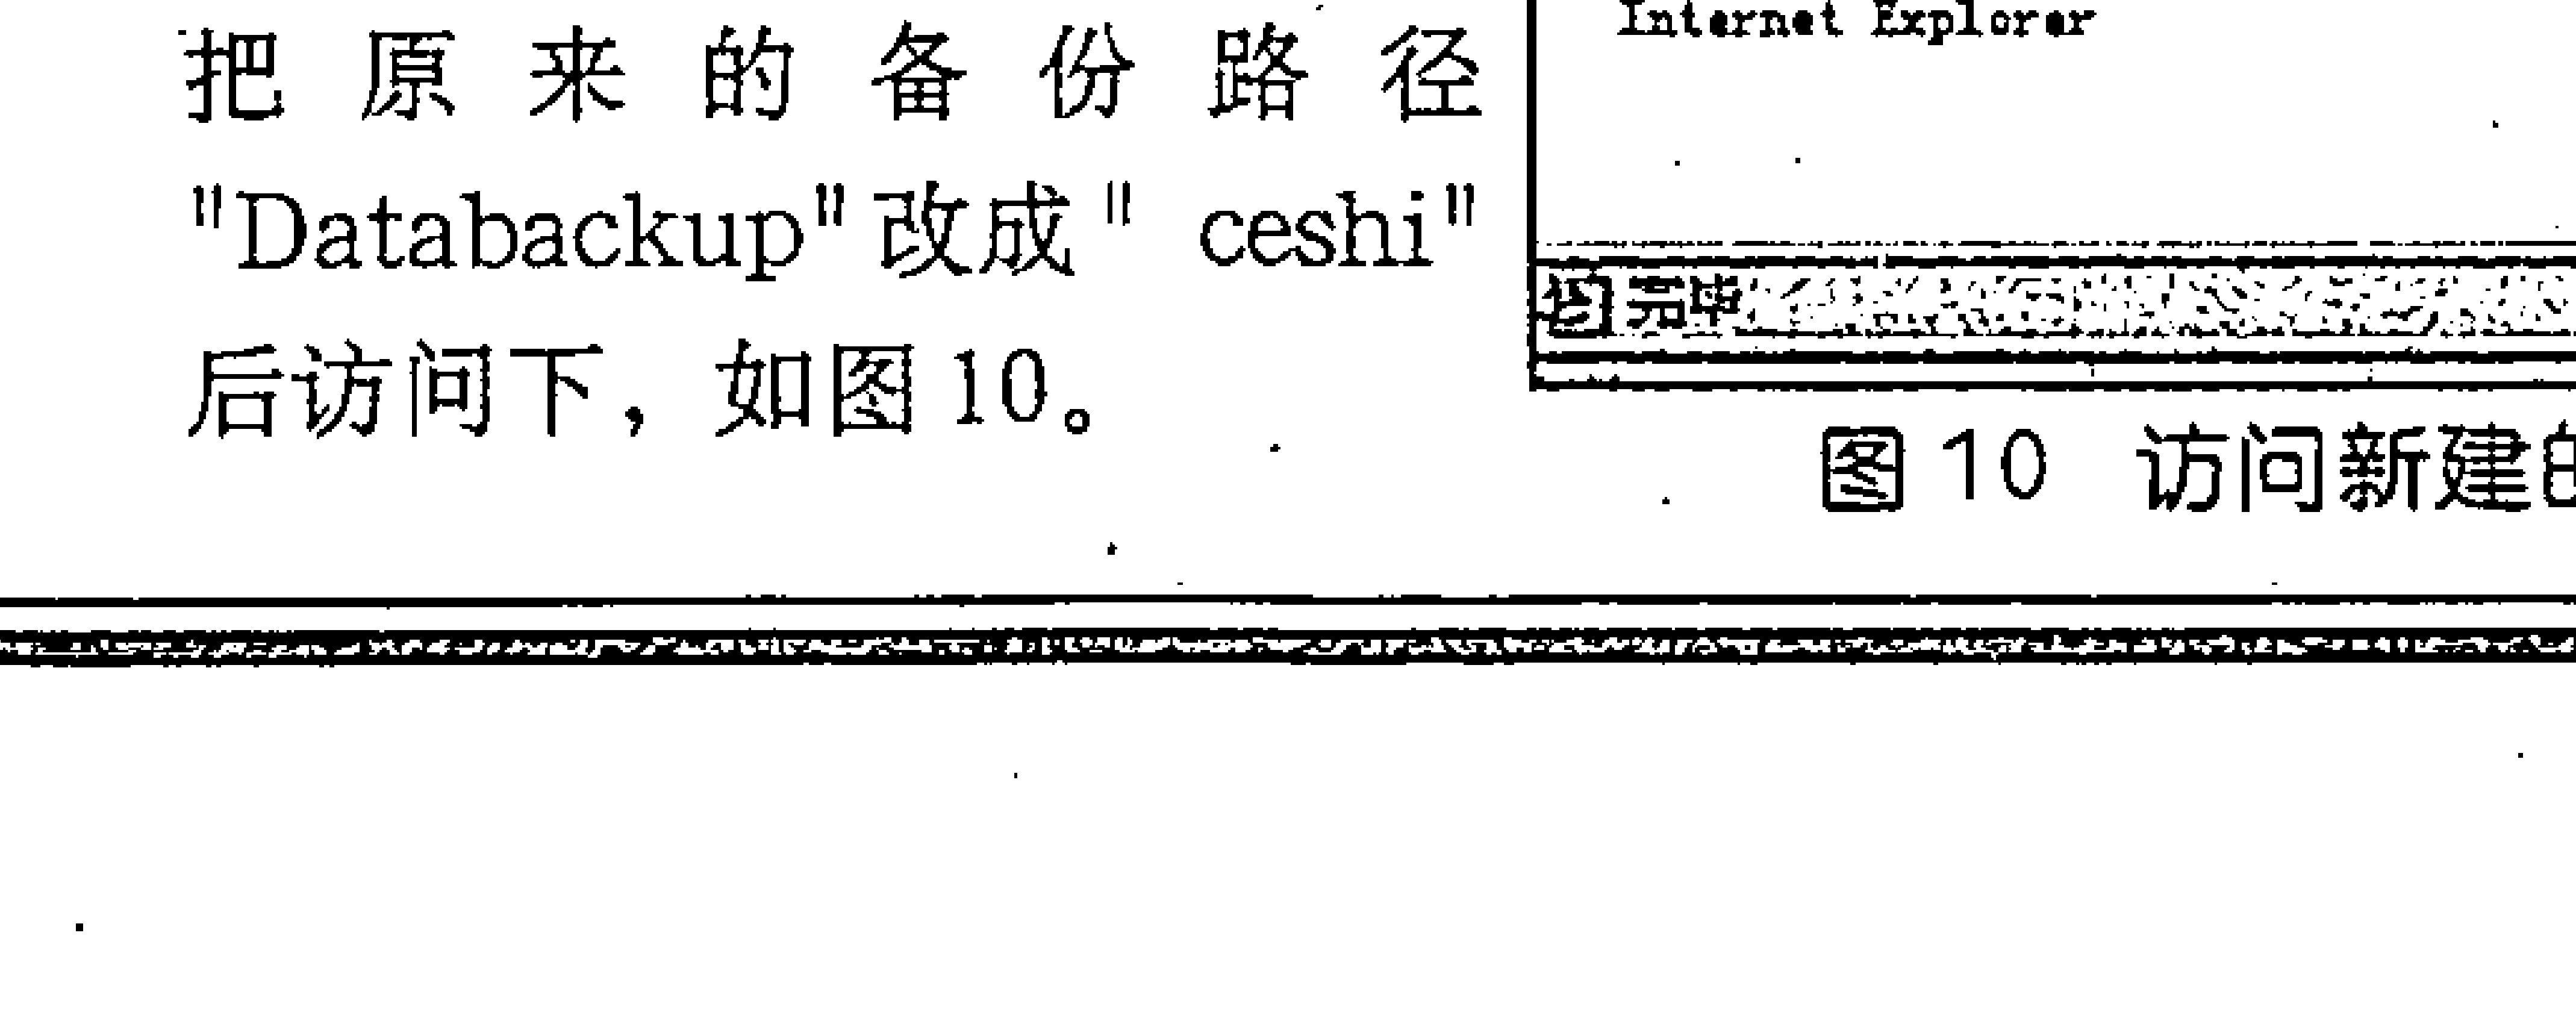 把原来的备份路径
"Databackup"改成" ceshi"
后访问下，如图10。
Internet Explorer
完毕
图10 访问新建的